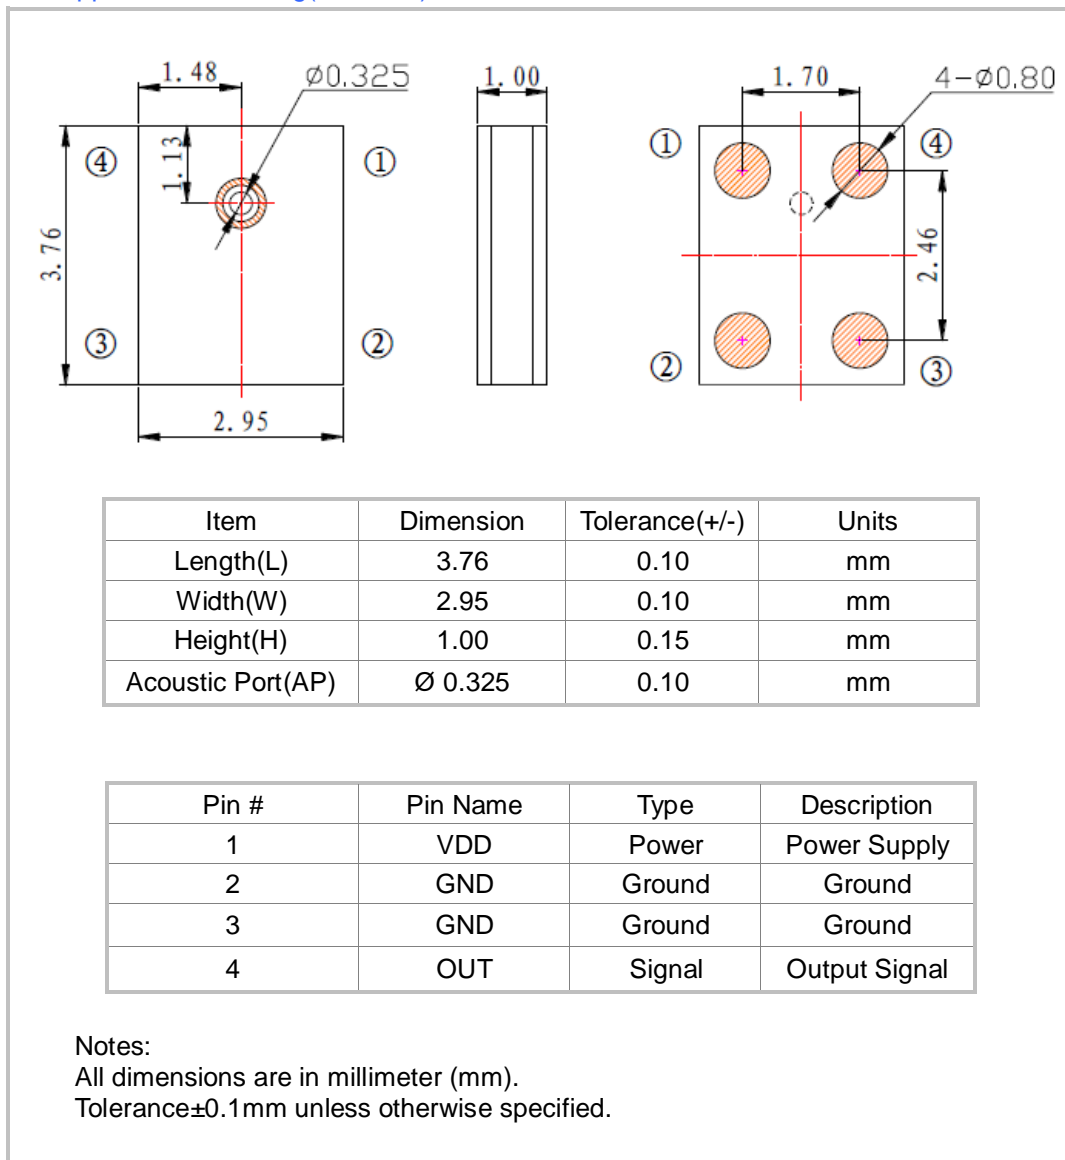 1.48
Ø0.325
1.00
1.70
4-Ø0.80
④
①
1.13
3.76
③
②
2.95
①
④
2.46
②
③
Item Dimension Tolerance(+/-) Units
Length(L) 3.76 0.10 mm
Width(W) 2.95 0.10 mm
Height(H) 1.00 0.15 mm
Acoustic Port(AP) Ø 0.325 0.10 mm
Pin # Pin Name Type Description
1 VDD Power Power Supply
2 GND Ground Ground
3 GND Ground Ground
4 OUT Signal Output Signal
Notes:
All dimensions are in millimeter (mm).
Tolerance±0.1mm unless otherwise specified.